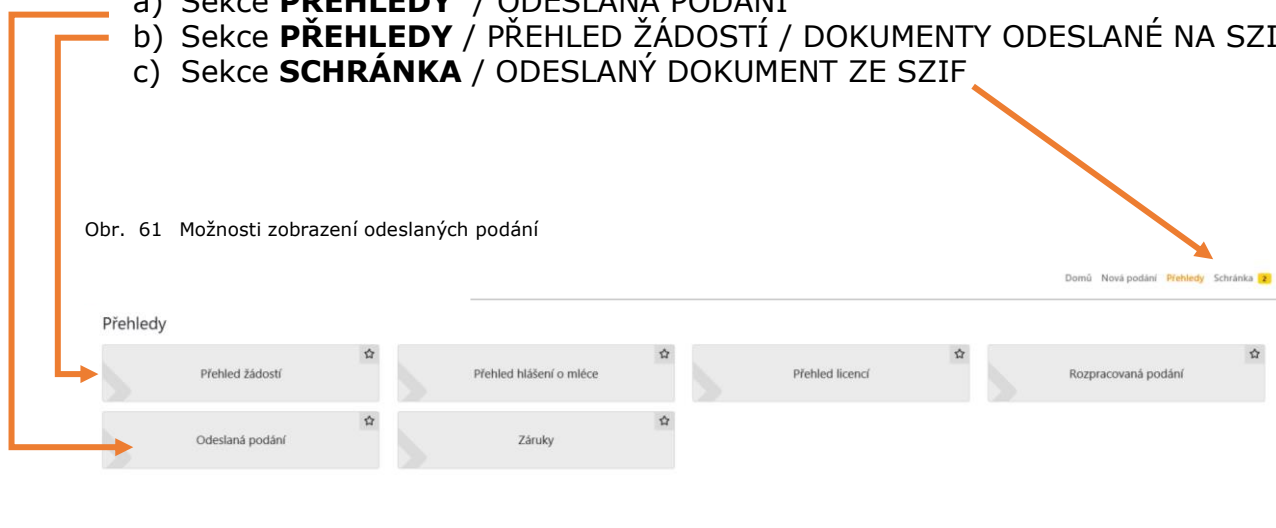 a) Sekce PŘEHLEDY / ODESLANÁ PODÁNÍ
b) Sekce PŘEHLEDY / PŘEHLED ŽÁDOSTÍ / DOKUMENTY ODESLANÉ NA SZI
c) Sekce SCHRÁNKA / ODESLANÝ DOKUMENT ZE SZIF
Obr. 61 Možnosti zobrazení odeslaných podání
Domů Nová podání Přehledy Schránka 2
Přehledy
Přehled žádostí Přehled hlášení o mléce Přehled licencí Rozpracovaná podání
Odeslaná podání Záruky